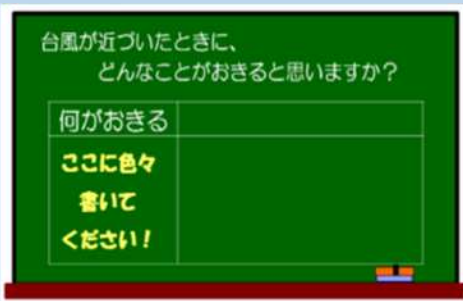 台風が近づいたときに、
どんなことがおきると思いますか？
何がおきる
ここに色々
書いて
ください！